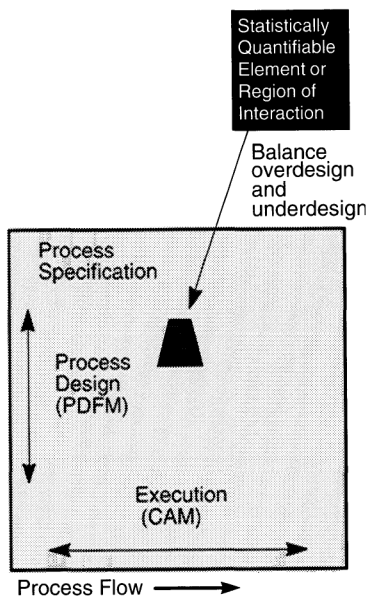 Statistically
Quantifiable
Element or
Region of
Interaction
Balance
overdesign
and
underdesign
Process
Specification
Process
Design
(PDFM)
Execution
(CAM)
Process Flow